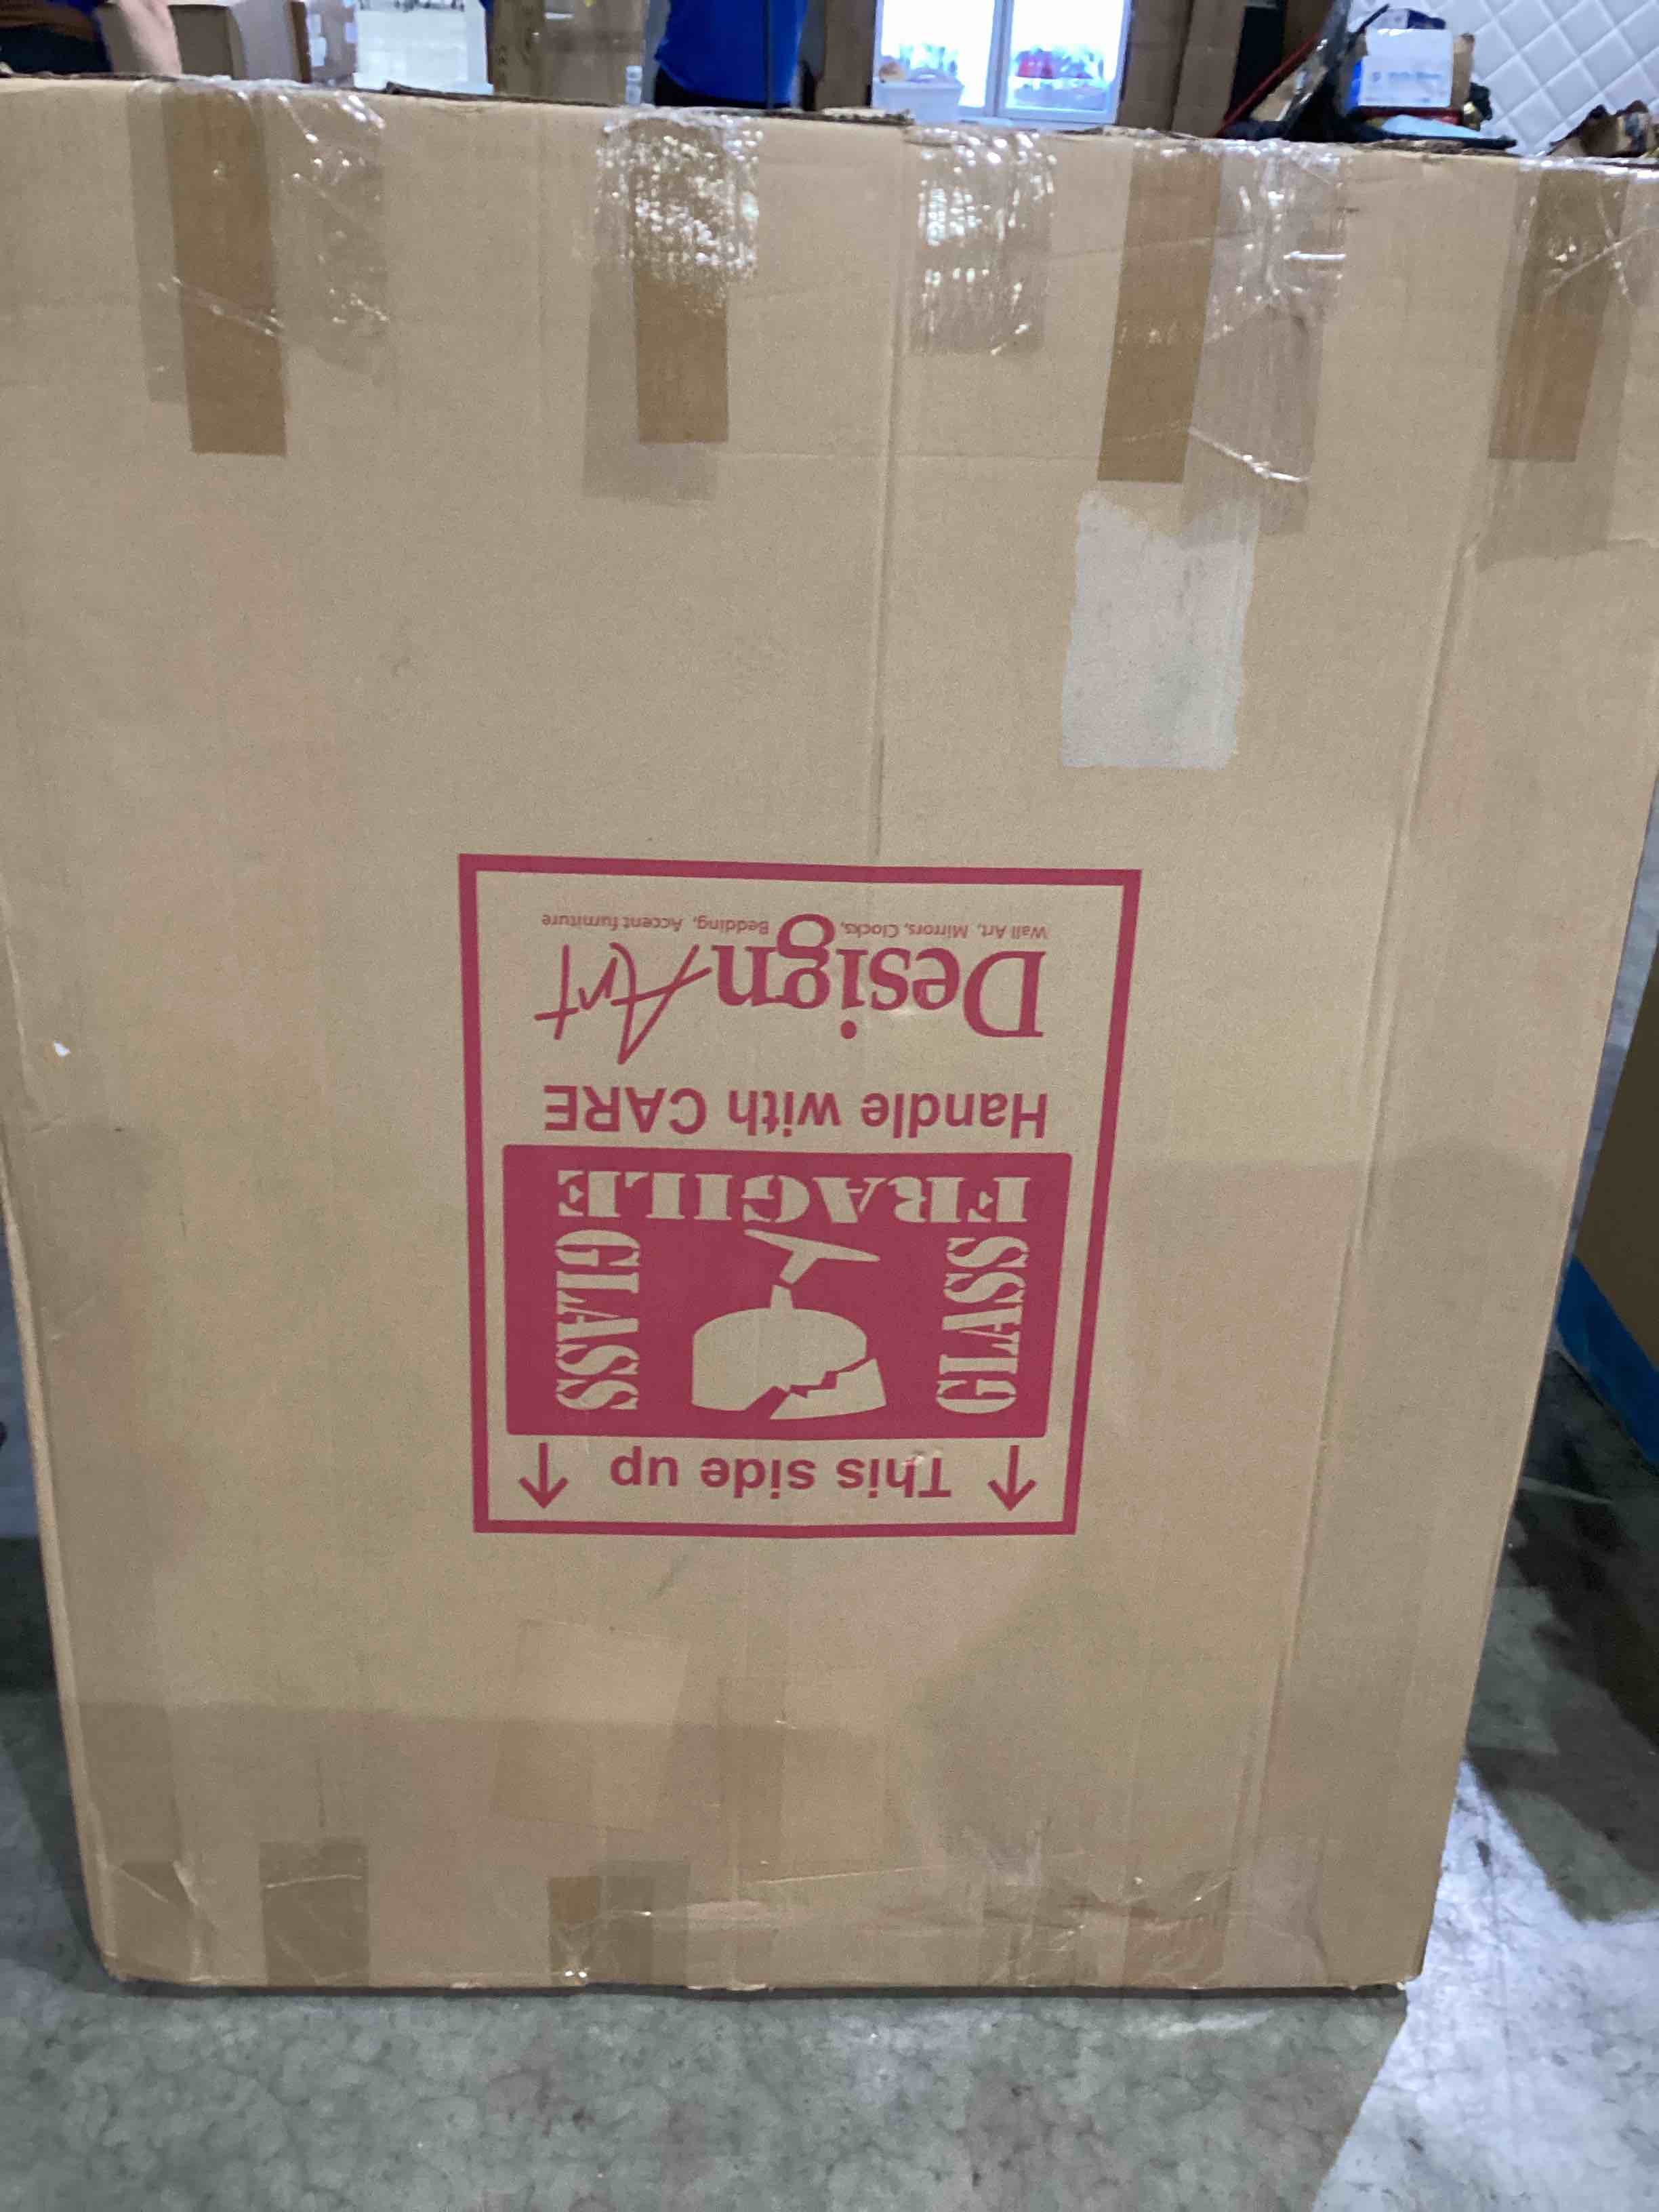 This side up
GLASS
GLASS
FRAGILE
Handle with CARE
DesignArt
Wall Art, Mirrors, Clocks, Bedding, Accent furniture